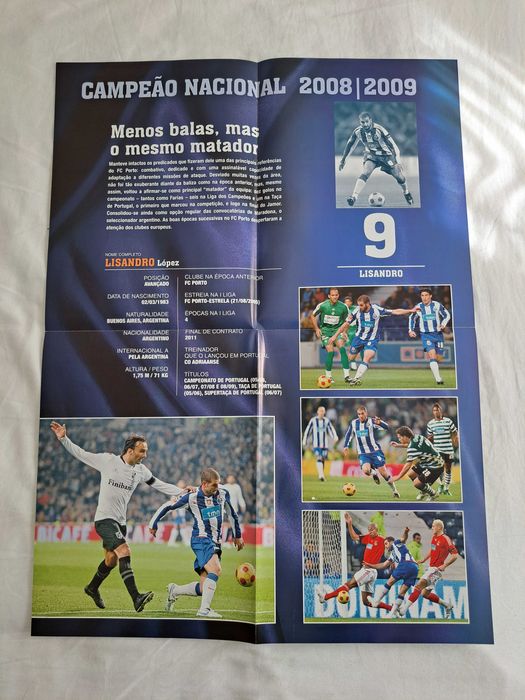 CAMPEÃO NACIONAL 2008|2009
Menos balas, mas
o mesmo matador
Manteve intactos os predicados que fizeram dele uma das principais referências
do FC Porto: combativo, dedicado e com uma assinalável capacidade de
adaptação a diferentes missões de ataque. Desviado muitas vezes da área,
não foi tão exuberante diante da baliza como na época anterior, mas, mesmo
assim, voltou a afirmar-se como principal "matador" da equipa: dez golos no
campeonato – tantos como Farías – seis na Liga dos Campeões e um na Taça
de Portugal, o primeiro que marcou na competição, e logo na final do Jamor.
Consolidou-se ainda como opção regular das convocatórias de Maradona, o
seleccionador argentino. As boas épocas sucessivas no FC Porto despertaram a
atenção dos clubes europeus.
9
LISANDRO
NOME COMPLETO
LISANDRO López
POSIÇÃO
AVANÇADO
DATA DE NASCIMENTO
02/03/1983
NATURALIDADE
BUENOS AIRES, ARGENTINA
NACIONALIDADE
ARGENTINO
INTERNACIONAL A
PELA ARGENTINA
ALTURA / PESO
1,75 M / 71 KG
CLUBE NA ÉPOCA ANTERIOR
FC PORTO
ESTREIA NA I LIGA
FC PORTO-ESTRELA (21/08/2005)
ÉPOCAS NA I LIGA
4
FINAL DE CONTRATO
2011
TREINADOR
QUE O LANÇOU EM PORTUGAL
CO ADRIAANSE
TÍTULOS
CAMPEONATO DE PORTUGAL (05/06,
06/07, 07/08 E 08/09), TAÇA DE PORTUGAL
(05/06), SUPERTAÇA DE PORTUGAL (06/07)
Finibanco
tmn